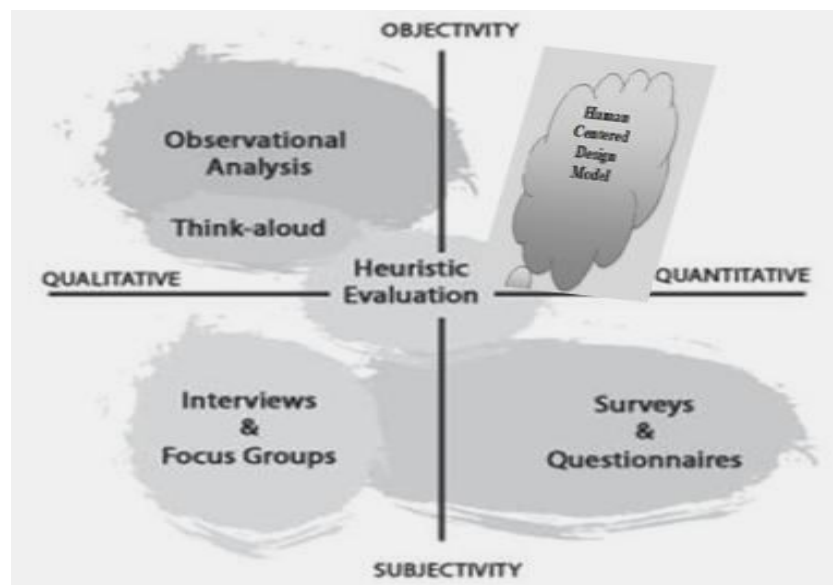 OBJECTIVITY
Human
Centered
Design
Model
Observational
Analysis
Think-aloud
Heuristic
Evaluation
QUALITATIVE
QUANTITATIVE
Interviews
&
Focus Groups
Surveys
&
Questionnaires
SUBJECTIVITY